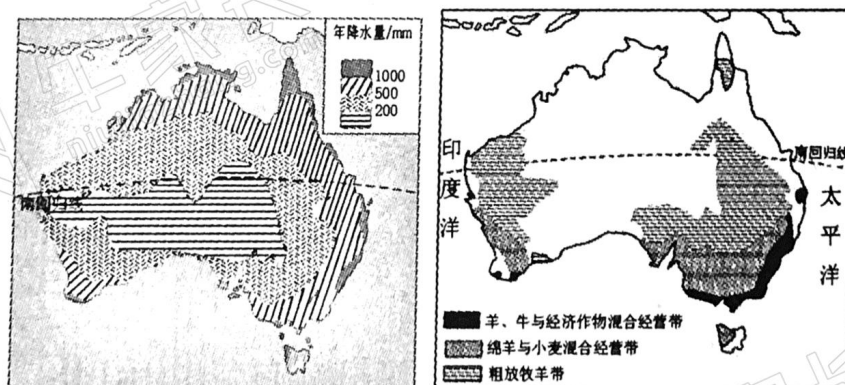 年降水量/mm
1000
500
200
南回归线
印度洋
南回归线
太平洋
羊、牛与经济作物混合经营带
绵羊与小麦混合经营带
粗放牧羊带